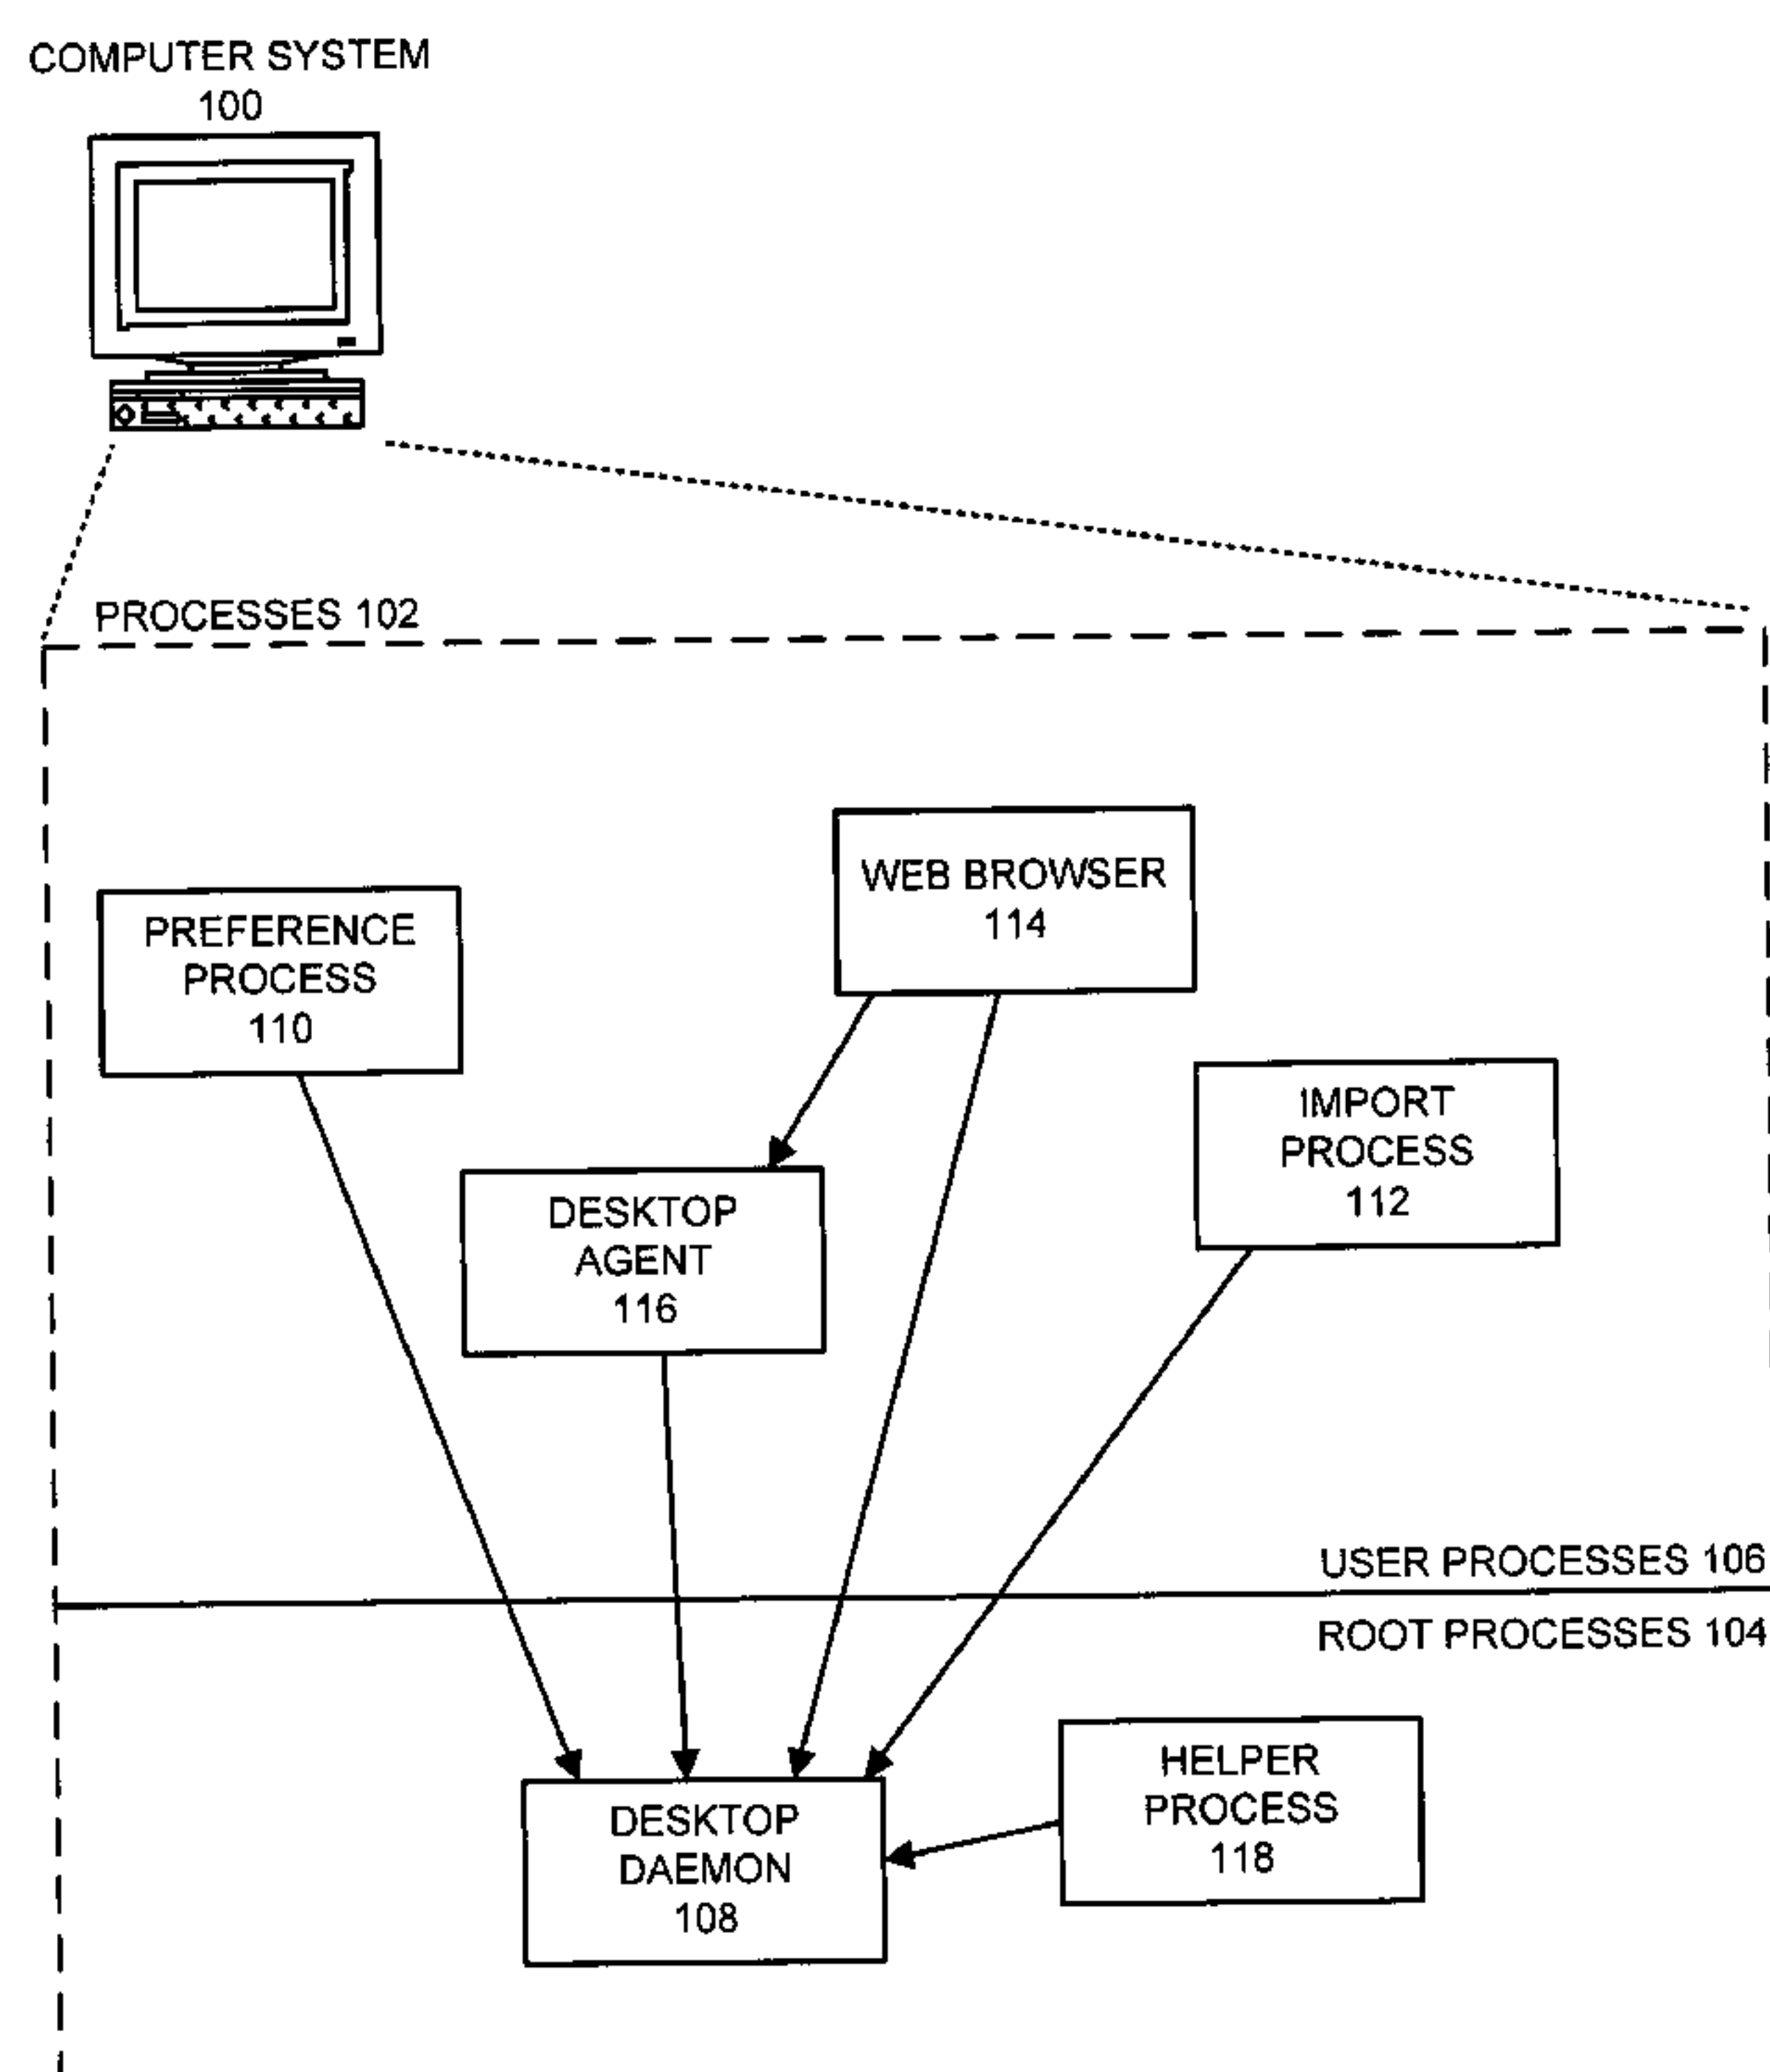 COMPUTER SYSTEM
100
PROCESSES 102
WEB BROWSER
114
PREFERENCE
PROCESS
110
IMPORT
PROCESS
112
DESKTOP
AGENT
116
USER PROCESSES 106
ROOT PROCESSES 104
HELPER
PROCESS
118
DESKTOP
DAEMON
108